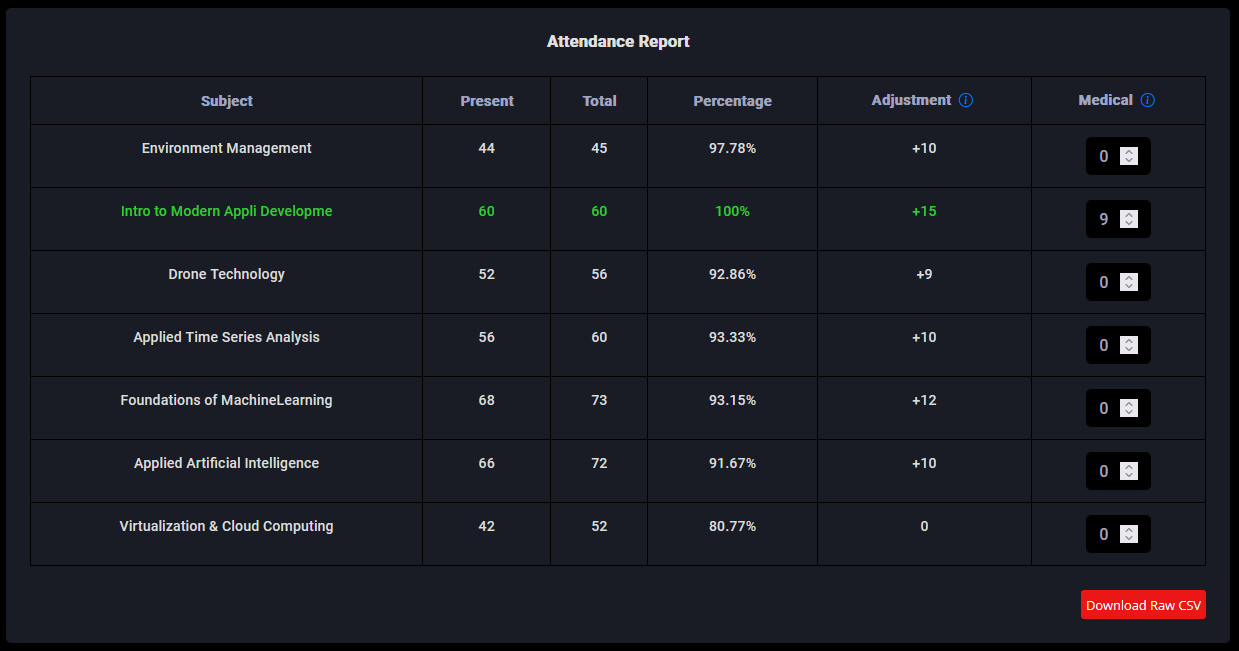 Attendance Report
Subject Present Total Percentage Adjustment Medical
Environment Management 44 45 97.78% +10 0
Intro to Modern Appli Developme 60 60 100% +15 9
Drone Technology 52 56 92.86% +9 0
Applied Time Series Analysis 56 60 93.33% +10 0
Foundations of MachineLearning 68 73 93.15% +12 0
Applied Artificial Intelligence 66 72 91.67% +10 0
Virtualization & Cloud Computing 42 52 80.77% 0 0
Download Raw CSV